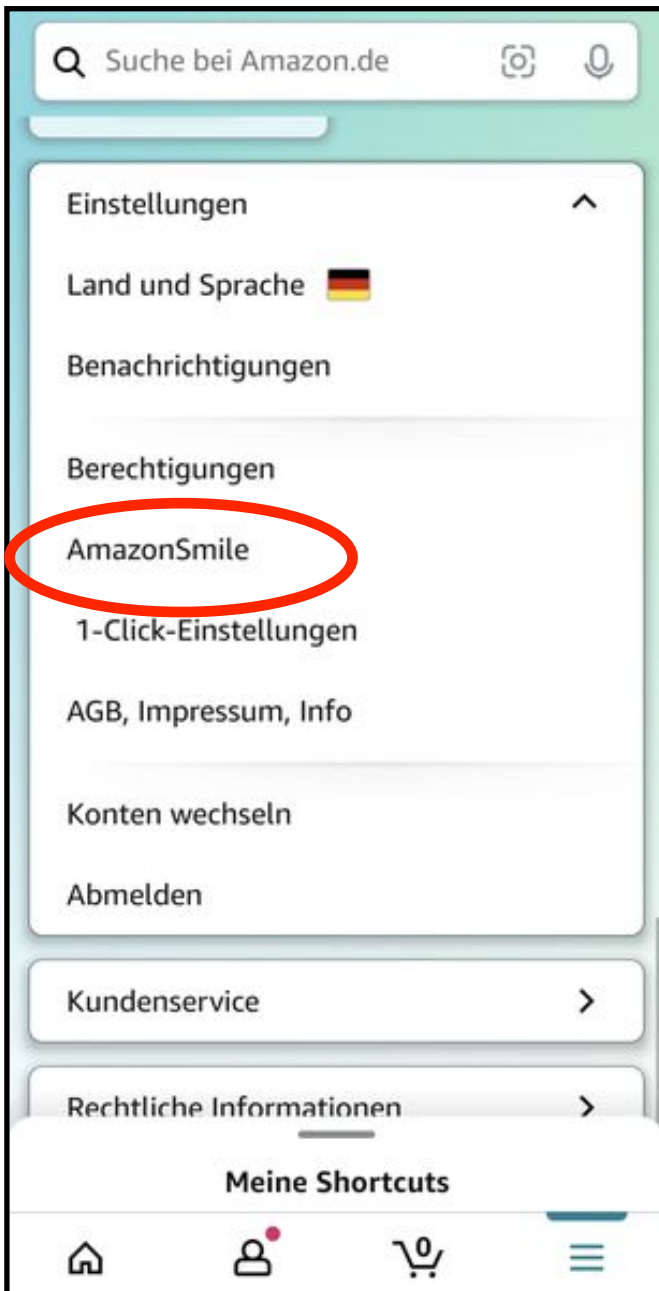 Suche bei Amazon.de
Einstellungen
Land und Sprache
Benachrichtigungen
Berechtigungen
AmazonSmile
1-Click-Einstellungen
AGB, Impressum, Info
Konten wechseln
Abmelden
Kundenservice
Rechtliche Informationen
Meine Shortcuts
0